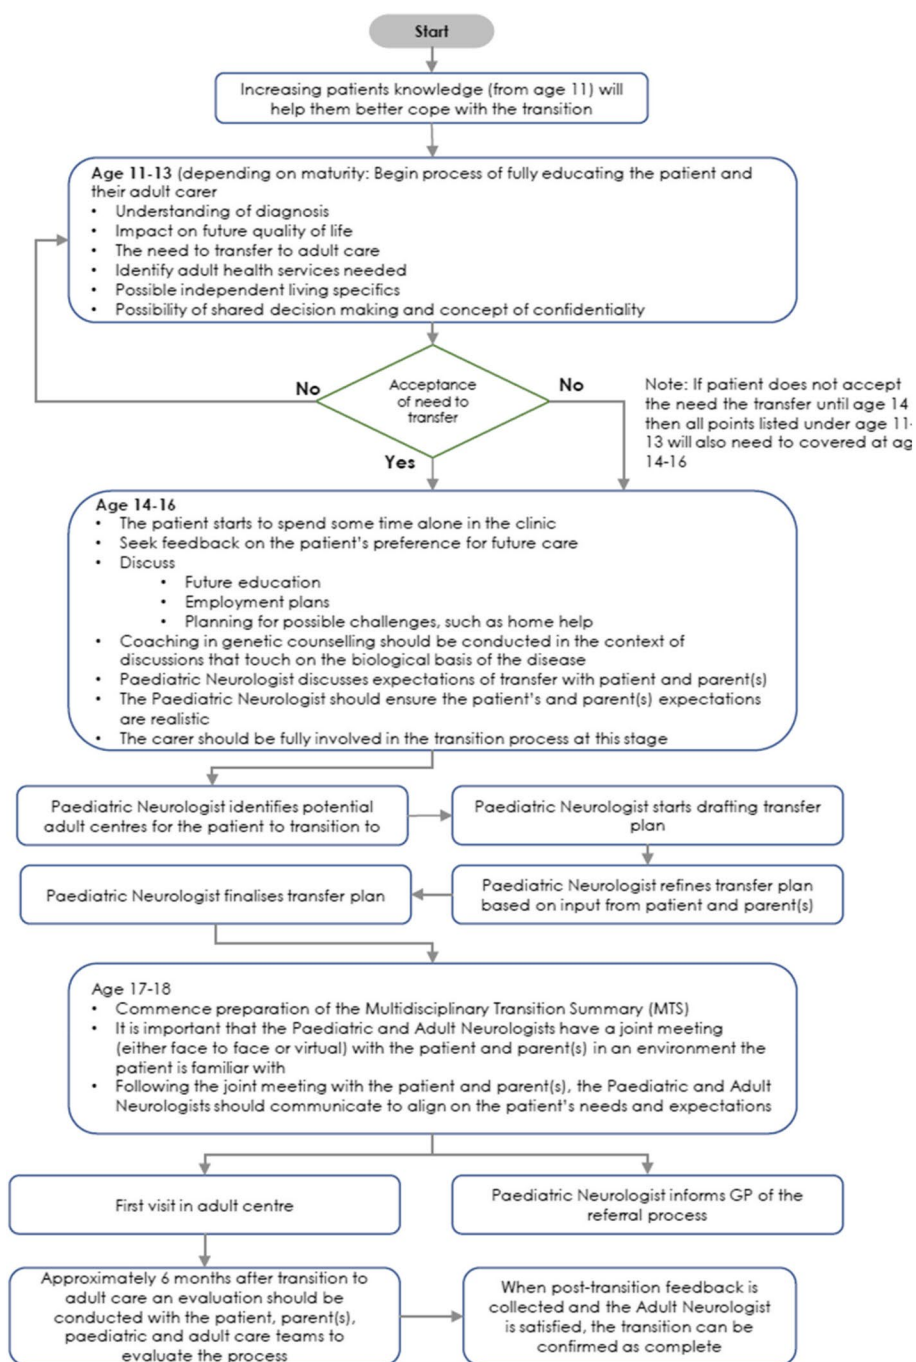 Start
Increasing patients knowledge (from age 11) will
help them better cope with the transition
Age 11-13 (depending on maturity: Begin process of fully educating the patient and
their adult carer
• Understanding of diagnosis
• Impact on future quality of life
• The need to transfer to adult care
• Identify adult health services needed
• Possible independent living specifics
• Possibility of shared decision making and concept of confidentiality
No
Acceptance
of need to
transfer
No
Yes
Note: If patient does not accept
the need the transfer until age 14
then all points listed under age 11-
13 will also need to covered at ag
14-16
Age 14-16
• The patient starts to spend some time alone in the clinic
• Seek feedback on the patient's preference for future care
• Discuss
• Future education
• Employment plans
• Planning for possible challenges, such as home help
• Coaching in genetic counselling should be conducted in the context of
discussions that touch on the biological basis of the disease
• Paediatric Neurologist discusses expectations of transfer with patient and parent(s)
• The Paediatric Neurologist should ensure the patient's and parent(s) expectations
are realistic
• The carer should be fully involved in the transition process at this stage
Paediatric Neurologist identifies potential
adult centres for the patient to transition to
Paediatric Neurologist starts drafting transfer
plan
Paediatric Neurologist refines transfer plan
based on input from patient and parent(s)
Paediatric Neurologist finalises transfer plan
Age 17-18
• Commence preparation of the Multidisciplinary Transition Summary (MTS)
• It is important that the Paediatric and Adult Neurologists have a joint meeting
(either face to face or virtual) with the patient and parent(s) in an environment the
patient is familiar with
• Following the joint meeting with the patient and parent(s), the Paediatric and Adult
Neurologists should communicate to align on the patient's needs and expectations
First visit in adult centre
Paediatric Neurologist informs GP of the
referral process
Approximately 6 months after transition to
adult care an evaluation should be
conducted with the patient, parent(s),
paediatric and adult care teams to
evaluate the process
When post-transition feedback is
collected and the Adult Neurologist
is satisfied, the transition can be
confirmed as complete